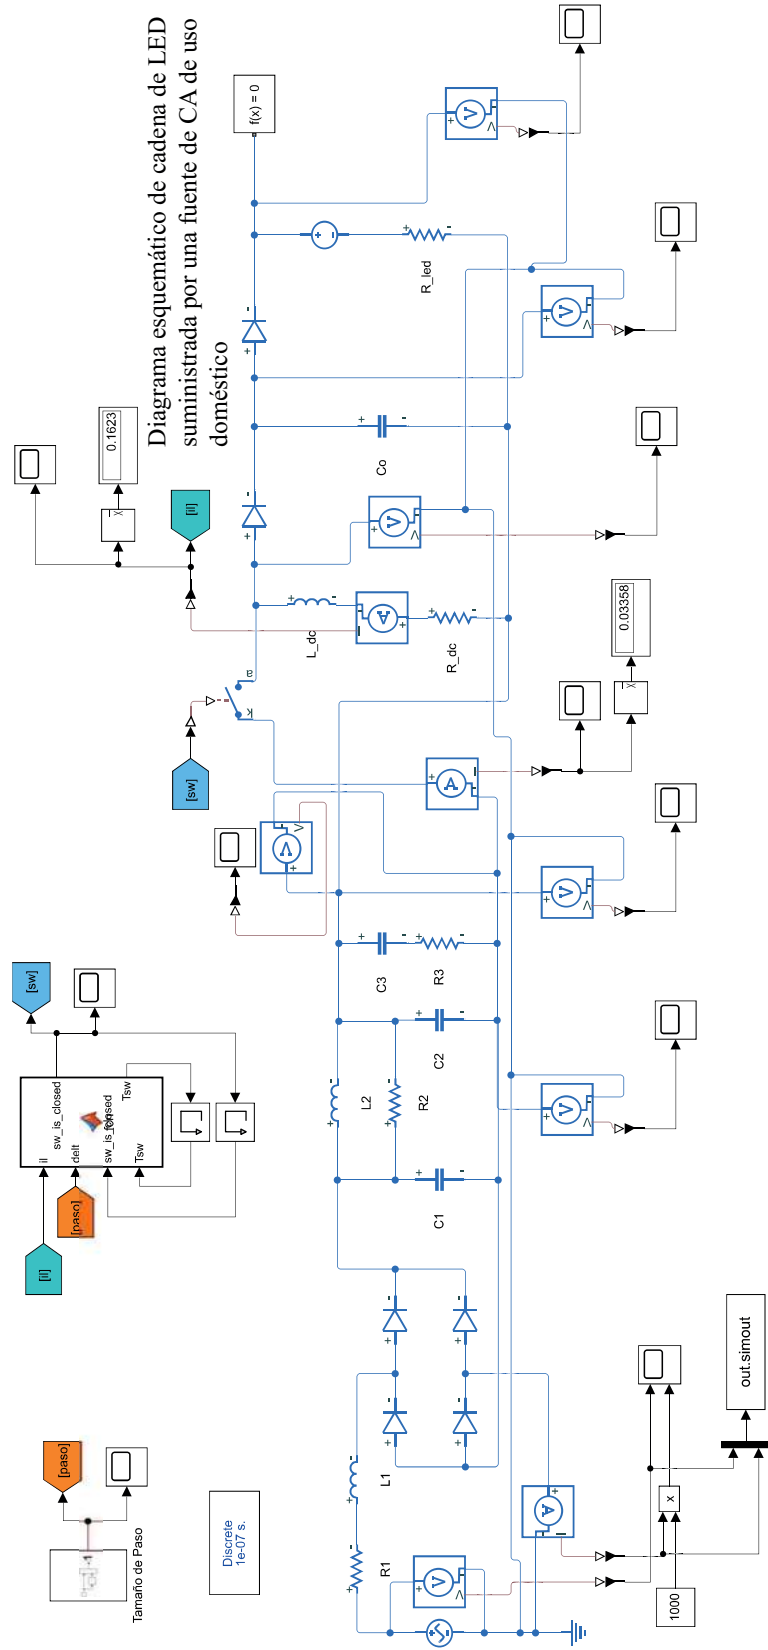 Diagrama esquemático de cadena de LED
suministrada por una fuente de CA de uso
doméstico
f(x) = 0
R_led
Co
0.1623
[il]
L_dc
R_dc
0.03358
a
k
[sw]
[sw]
C3
R3
L2
R2
C2
C1
il
delt
sw_is_closed
Tsw
sw_is_closed
fcn
Tsw
[paso]
[il]
L1
R1
[paso]
Tamaño de Paso
Discrete
1e-07 s.
out.simout
x
1000